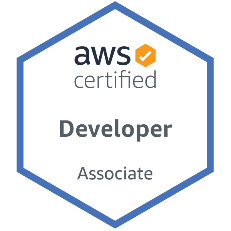 aws
certified
Developer
Associate